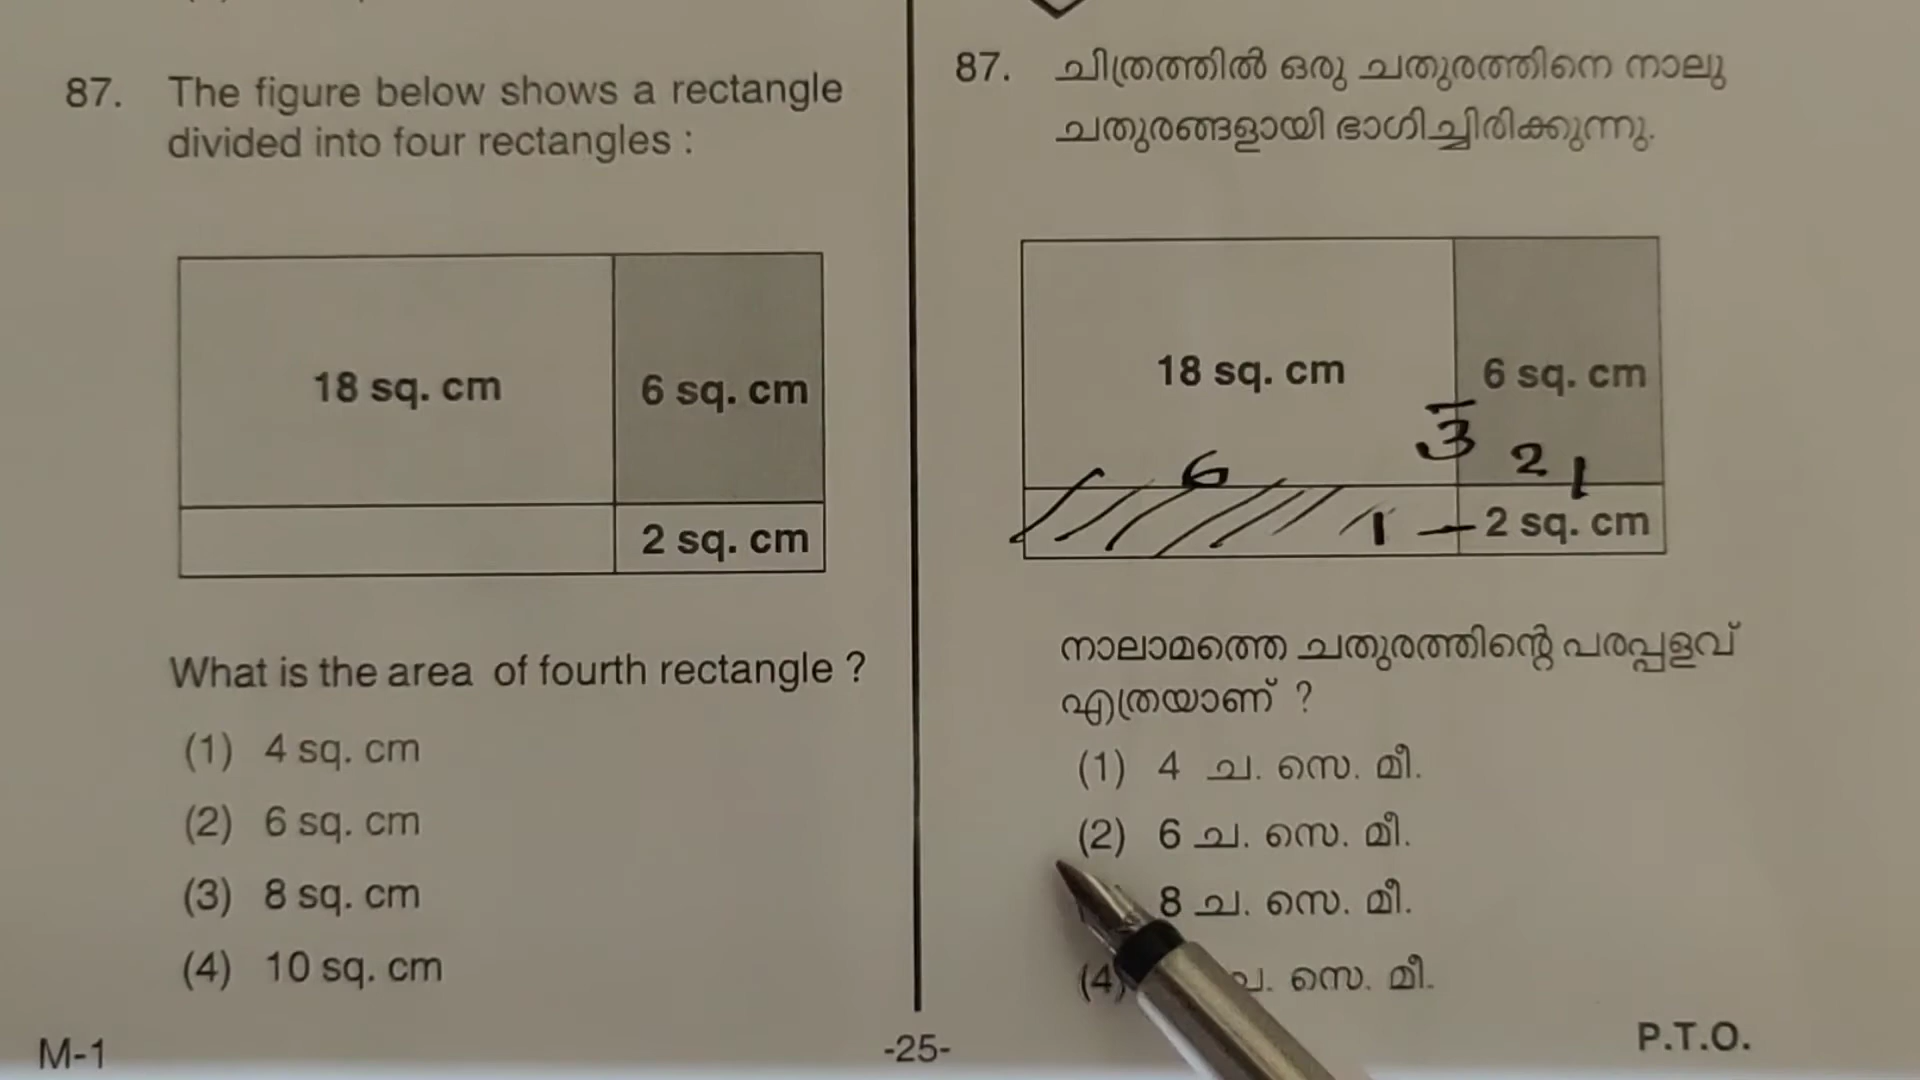 87. The figure below shows a rectangle
divided into four rectangles :
18 sq. cm
6 sq. cm
2 sq. cm
What is the area of fourth rectangle ?
(1) 4 sq. cm
(2) 6 sq. cm
(3) 8 sq. cm
(4) 10 sq. cm
M-1
-25-
87. ചിത്രത്തിൽ ഒരു ചതുരത്തിനെ നാലു
ചതുരങ്ങളായി ഭാഗിച്ചിരിക്കുന്നു.
18 sq. cm
6 sq. cm
3
6
2 1
1
2 sq. cm
നാലാമത്തെ ചതുരത്തിന്റെ പരപ്പളവ്
എത്രയാണ് ?
(1) 4 ച. സെ. മീ.
(2) 6 ച. സെ. മീ.
8 ച. സെ. മീ.
(4) ച. സെ. മീ.
P.T.O.